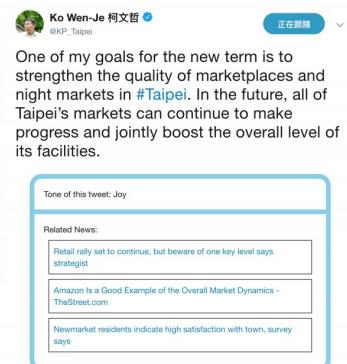 Ko Wen-Je 柯文哲
@KP_Taipei
正在跟隨
One of my goals for the new term is to
strengthen the quality of marketplaces and
night markets in #Taipei. In the future, all of
Taipei's markets can continue to make
progress and jointly boost the overall level of
its facilities.
Tone of this tweet: Joy
Related News:
Retail rally set to continue, but beware of one key level says
strategist
Amazon Is a Good Example of the Overall Market Dynamics -
TheStreet.com
Newmarket residents indicate high satisfaction with town, survey
says